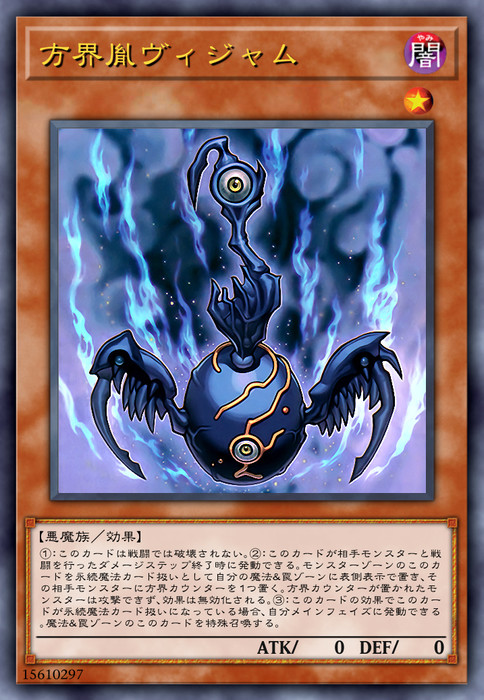 方界胤ヴィジャム
やみ
闇
【悪魔族／効果】
①：このカードは戦闘では破壊されない。②：このカードが相手モンスターと戦
闘を行ったダメージステップ終了時に発動できる。モンスターゾーンのこのカ
ードを永続魔法カード扱いとして自分の魔法&罠ゾーンに表側表示で置き、そ
の相手モンスターに方界カウンターを1つ置く。方界カウンターが置かれたモ
ンスターは攻撃できず、効果は無効化される。③：このカードの効果でこのカー
ドが永続魔法カード扱いになっている場合、自分メインフェイズに発動できる。
魔法&罠ゾーンのこのカードを特殊召喚する。
ATK/ 0 DEF/ 0
15610297